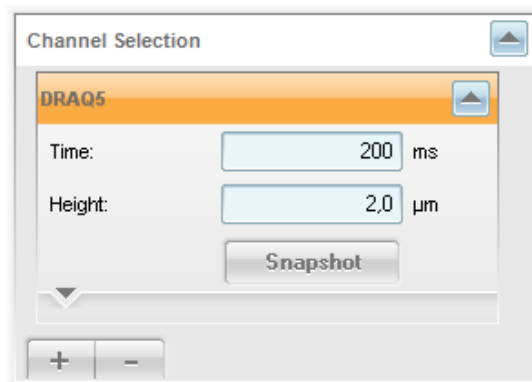 Channel Selection
DRAQ5
Time: 200 ms
Height: 2,0 µm
Snapshot
+ -